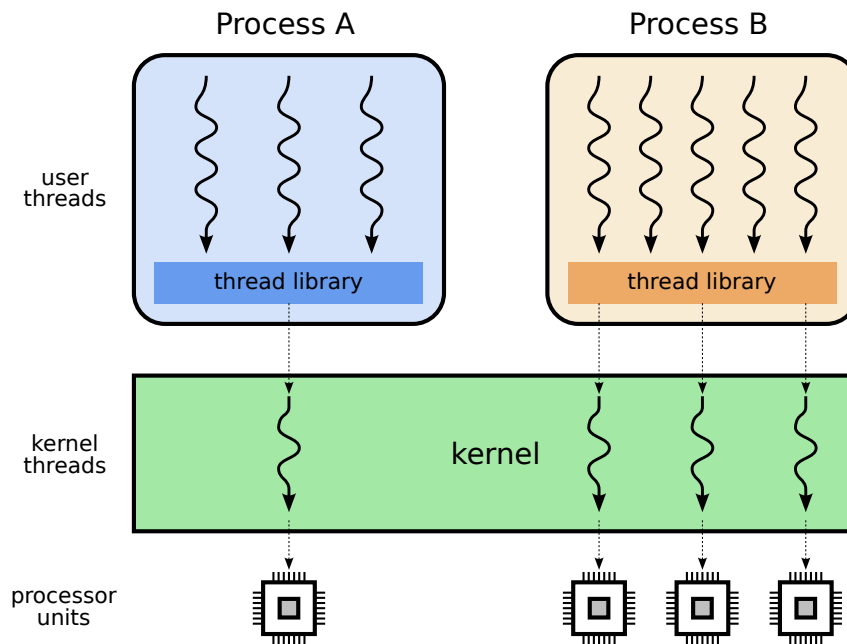 Process A
Process B
user
threads
thread library
thread library
kernel
threads
kernel
processor
units